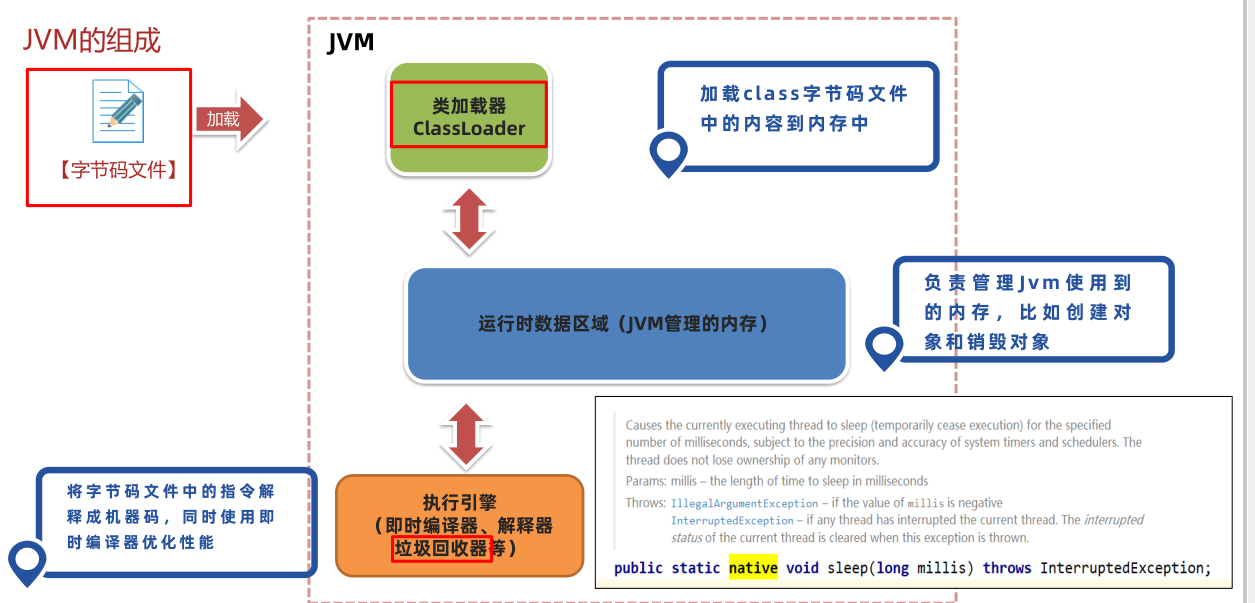 JVM的组成
【字节码文件】
加载
JVM
类加载器
ClassLoader
加载class字节码文件
中的内容到内存中
运行时数据区域（JVM管理的内存）
负责管理Jvm使用到
的内存，比如创建对
象和销毁对象
将字节码文件中的指令解
释成机器码，同时使用即
时编译器优化性能
执行引擎
（即时编译器、解释器
垃圾回收器等）
Causes the currently executing thread to sleep (temporarily cease execution) for the specified
number of milliseconds, subject to the precision and accuracy of system timers and schedulers. The
thread does not lose ownership of any monitors.
Params: millis – the length of time to sleep in milliseconds
Throws: IllegalArgumentException – if the value of millis is negative
InterruptedException – if any thread has interrupted the current thread. The interrupted
status of the current thread is cleared when this exception is thrown.
public static native void sleep(long millis) throws InterruptedException;